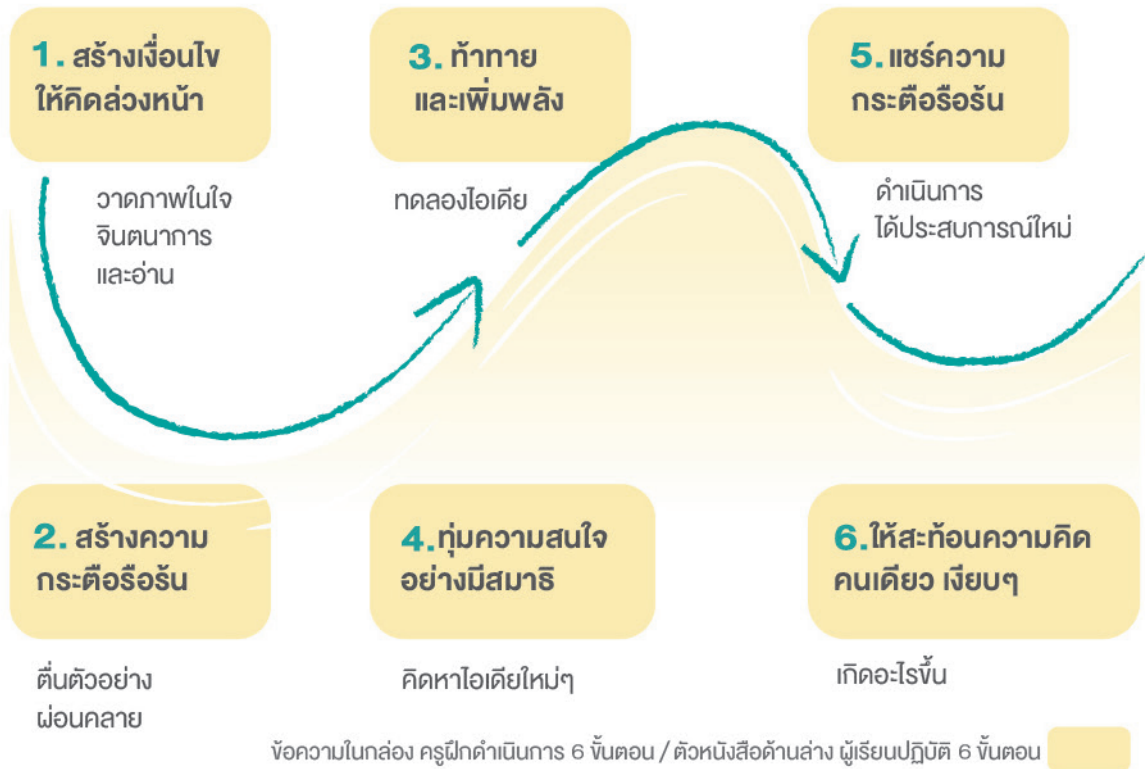 1. สร้างเงื่อนไข
ให้คิดล่วงหน้า
วาดภาพในใจ
จินตนาการ
และอ่าน
2. สร้างความ
กระตือรือร้น
ตื่นตัวอย่าง
ผ่อนคลาย
3. ท้าทาย
และเพิ่มพลัง
ทดลองไอเดีย
4. ทุ่มความสนใจ
อย่างมีสมาธิ
คิดหาไอเดียใหม่ๆ
5. แชร์ความ
กระตือรือร้น
ดำเนินการ
ได้ประสบการณ์ใหม่
6. ให้สะท้อนความคิด
คนเดียว เงียบๆ
เกิดอะไรขึ้น
ข้อความในกล่อง ครูฝึกดำเนินการ 6 ขั้นตอน / ตัวหนังสือด้านล่าง ผู้เรียนปฏิบัติ 6 ขั้นตอน